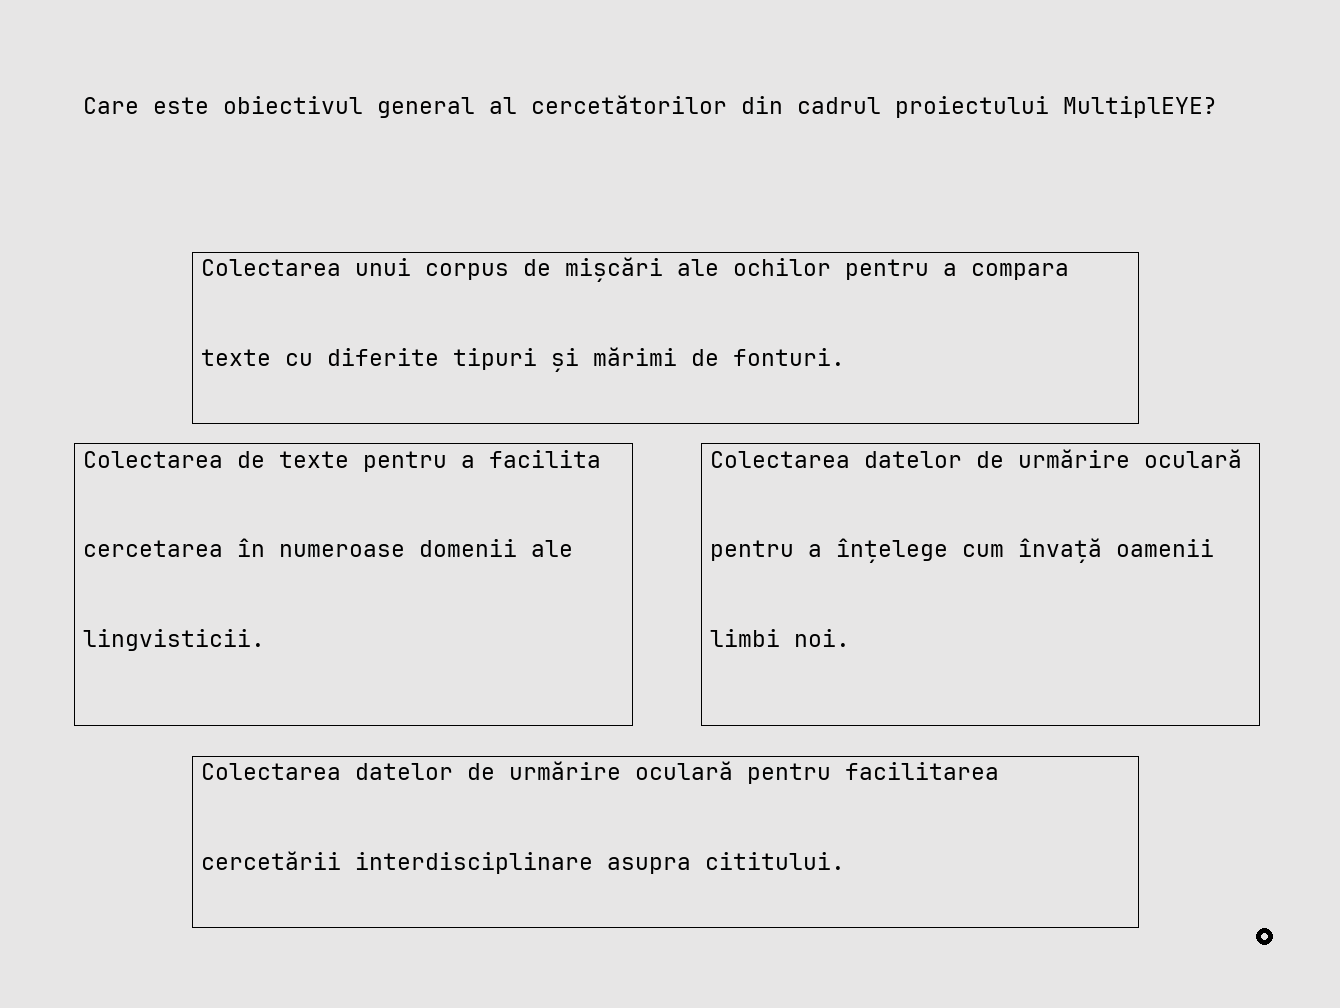 Care este obiectivul general al cercetătorilor din cadrul proiectului MultiplEYE?
Colectarea unui corpus de mișcări ale ochilor pentru a compara
texte cu diferite tipuri și mărimi de fonturi.
Colectarea de texte pentru a facilita
cercetarea în numeroase domenii ale
lingvisticii.
Colectarea datelor de urmărire oculară
pentru a înțelege cum învață oamenii
limbi noi.
Colectarea datelor de urmărire oculară pentru facilitarea
cercetării interdisciplinare asupra cititului.